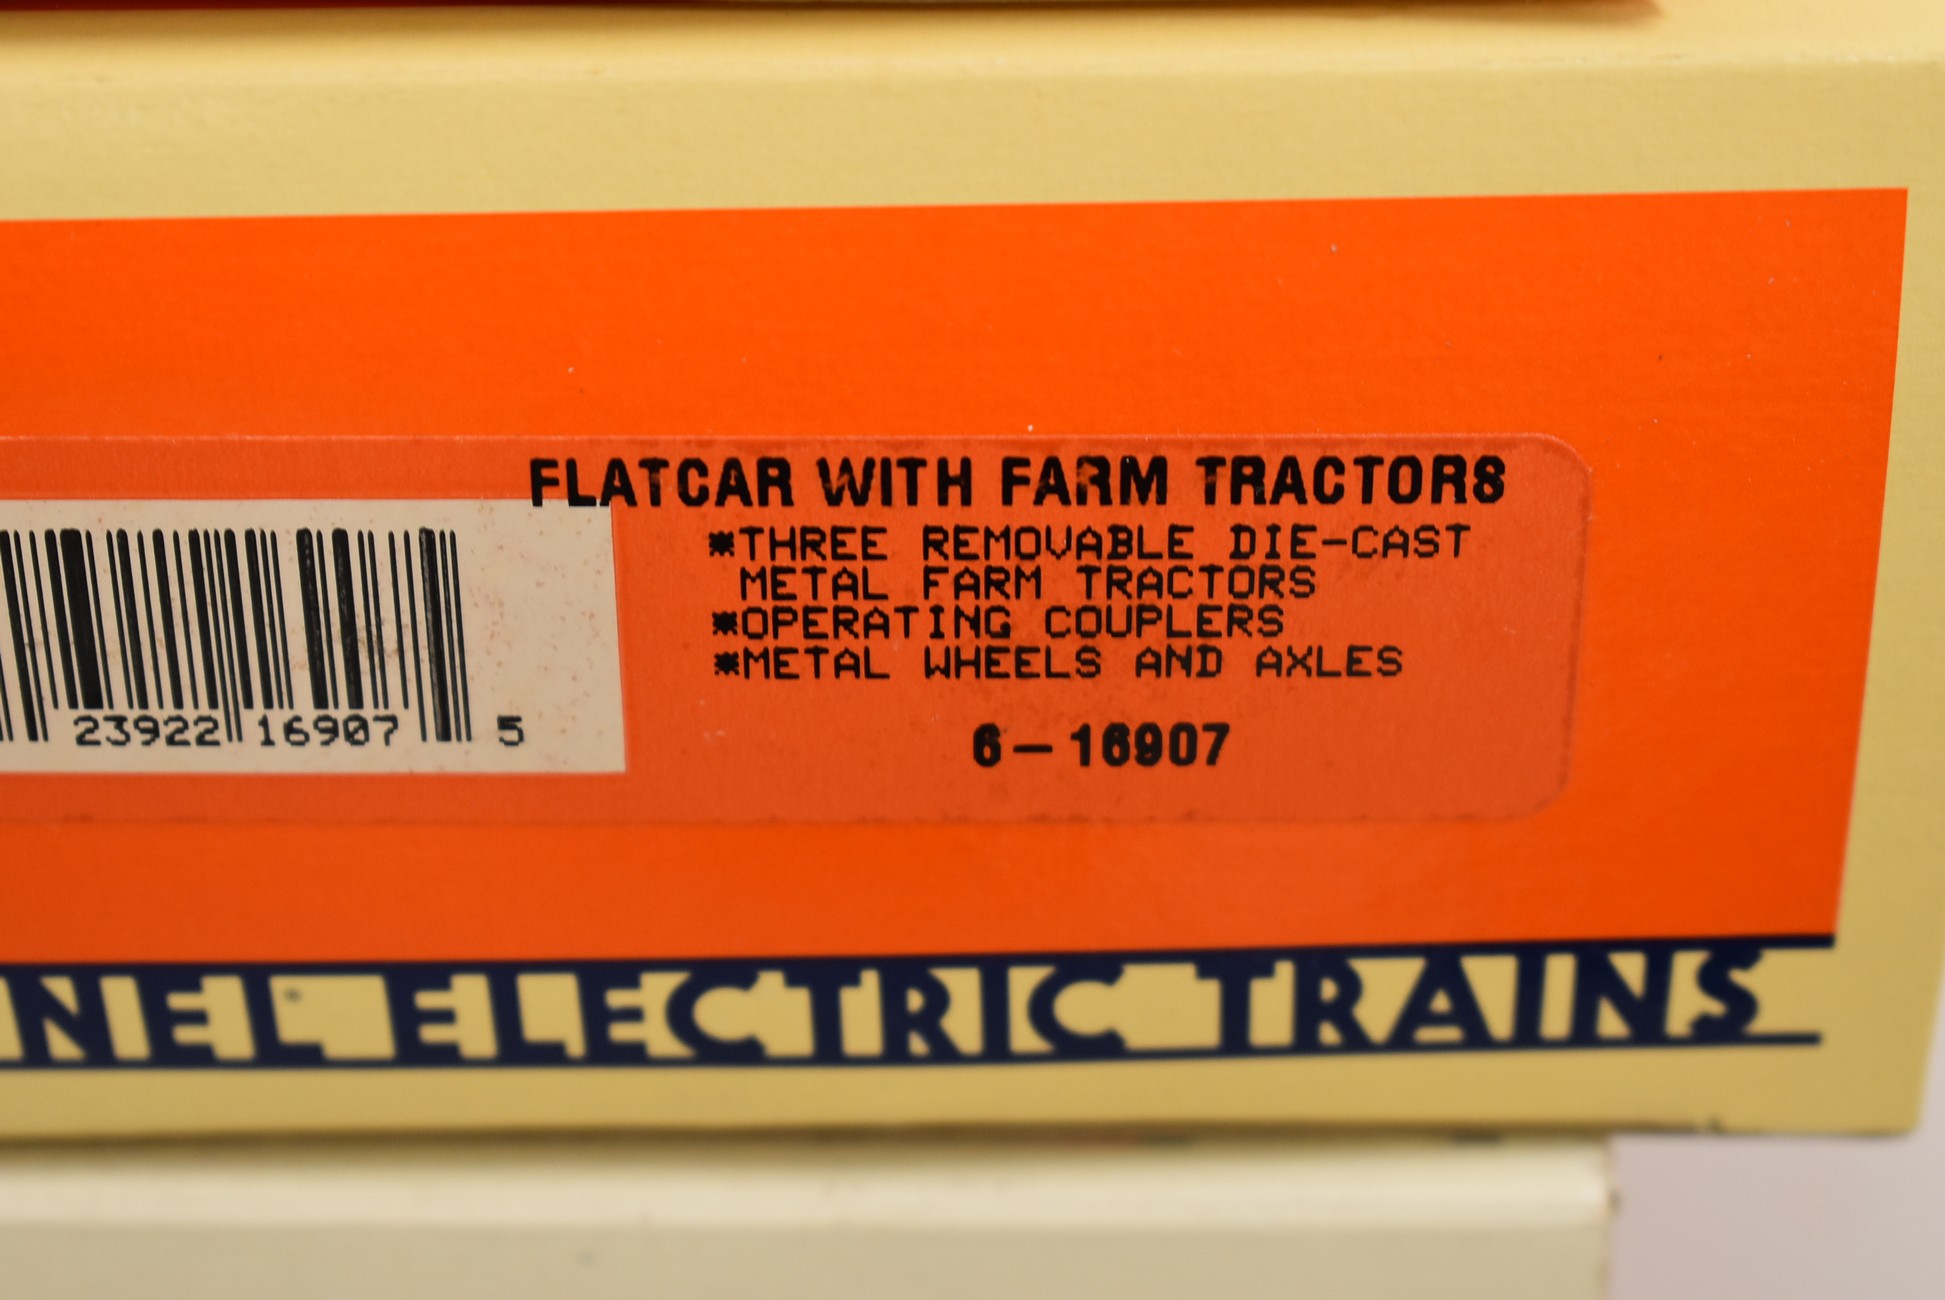 FLATCAR WITH FARM TRACTORS
*THREE REMOVABLE DIE-CAST
METAL FARM TRACTORS
*OPERATING COUPLERS
*METAL WHEELS AND AXLES
6-16907
23922 16907 5
NEL ELECTRIC TRAINS